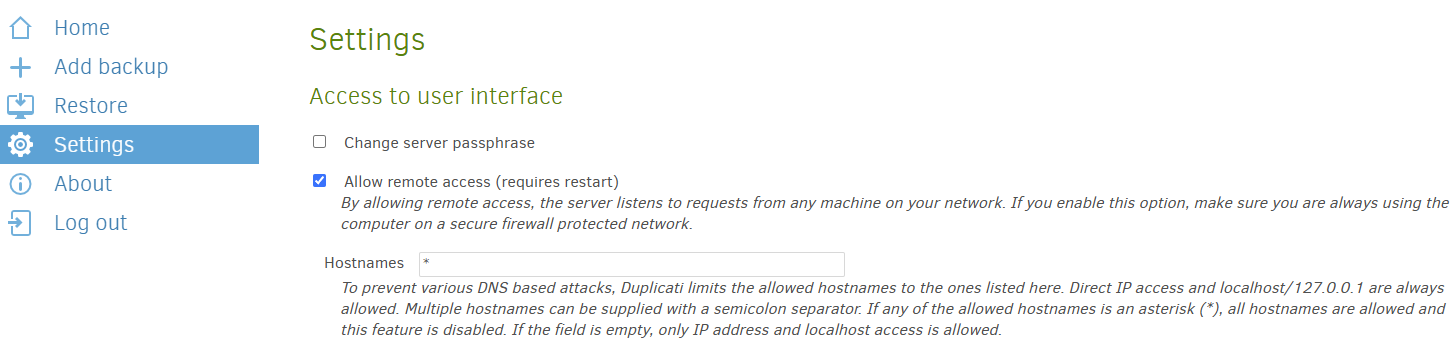 Home
Add backup
Restore
Settings
About
Log out
Settings
Access to user interface
Change server passphrase
Allow remote access (requires restart)
By allowing remote access, the server listens to requests from any machine on your network. If you enable this option, make sure you are always using the
computer on a secure firewall protected network.
Hostnames *
To prevent various DNS based attacks, Duplicati limits the allowed hostnames to the ones listed here. Direct IP access and localhost/127.0.0.1 are always
allowed. Multiple hostnames can be supplied with a semicolon separator. If any of the allowed hostnames is an asterisk (*), all hostnames are allowed and
this feature is disabled. If the field is empty, only IP address and localhost access is allowed.